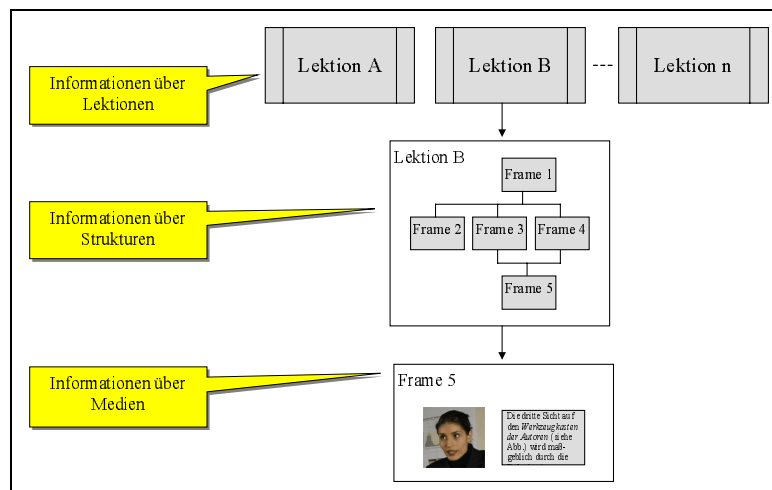 Lektion A
Lektion B
---
Lektion n
Informationen über
Lektionen
Lektion B
Frame 1
Frame 2
Frame 3
Frame 4
Frame 5
Informationen über
Strukturen
Frame 5
Informationen über
Medien
Die dritte Sicht auf
den Werkzeugkasten
der Autoren (siehe
Abb.) wird maß-
geblich durch die